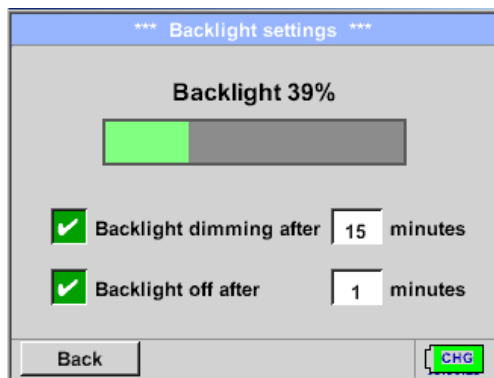 *** Backlight settings ***
Backlight 39%
Backlight dimming after 15 minutes
Backlight off after 1 minutes
Back
CHG